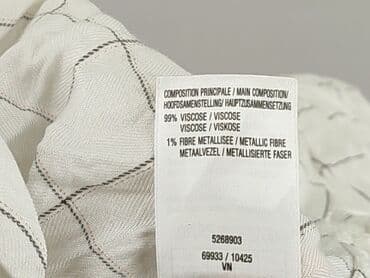 COMPOSITION PRINCIPALE / MAIN COMPOSITION/
HOOFDSAMENSTELLING/ HAUPTZUSAMMENSETZUNG
99% VISCOSE / VISCOSE
VISCOSE / VISKOSE
1% FIBRE METALLISEE / METALLIC FIBRE
METAALVEZEL / METALLISIERTE FASER
5268903
69933 / 10425
VN